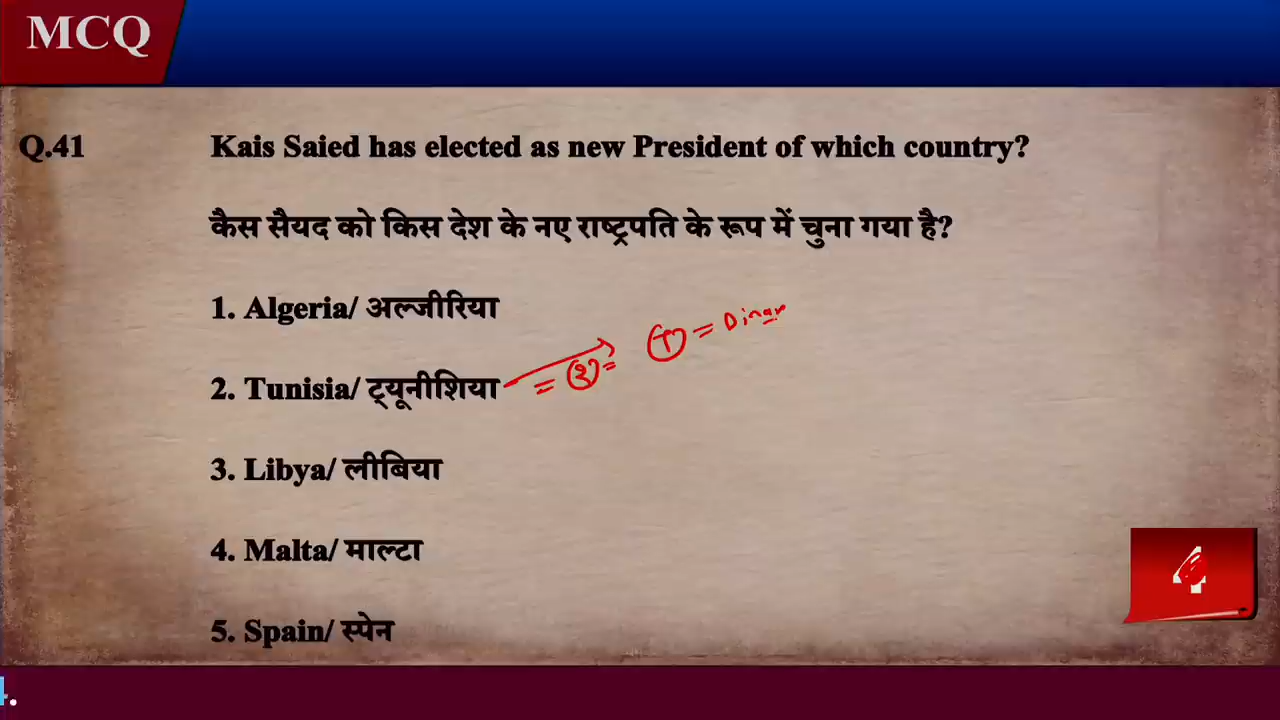 MCQ
Q.41 Kais Saied has elected as new President of which country?
कैस सैयद को किस देश के नए राष्ट्रपति के रूप में चुना गया है?
1. Algeria/ अल्जीरिया
2. Tunisia/ ट्यूनीशिया
= Dinar
3. Libya/ लीबिया
4. Malta/ माल्टा
5. Spain/ स्पेन
4